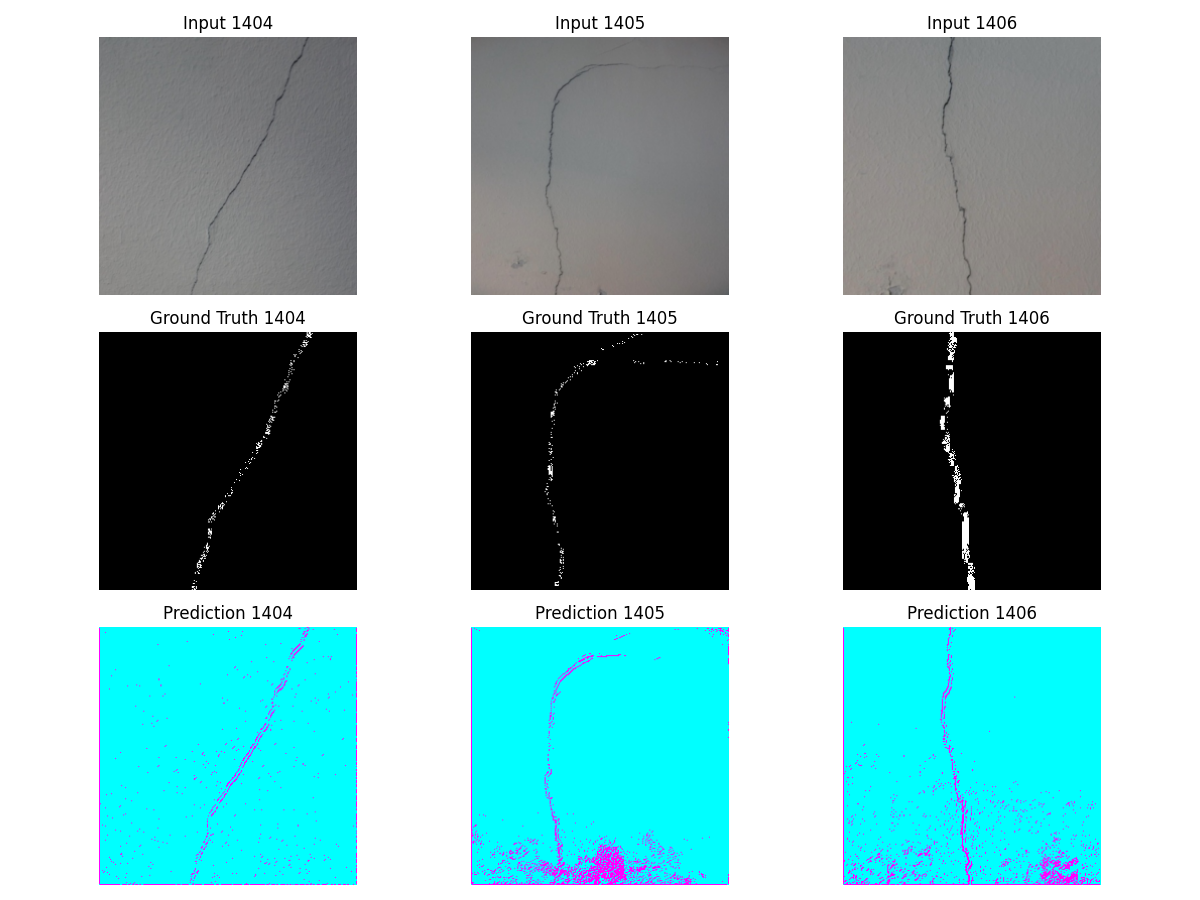 Input 1404
Input 1405
Input 1406
Ground Truth 1404
Ground Truth 1405
Ground Truth 1406
Prediction 1404
Prediction 1405
Prediction 1406